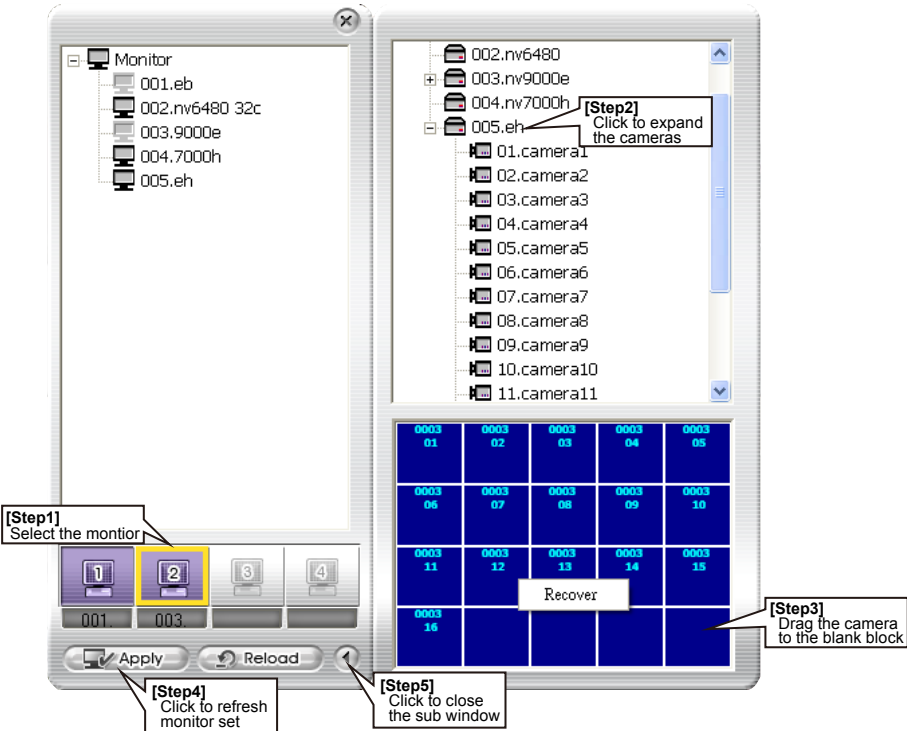 Monitor
001.eb
002.nv6480 32c
003.9000e
004.7000h
005.eh
[Step1]
Select the montior
1
2
3
4
001.
003.
Apply
Reload
[Step4]
Click to refresh
monitor set
[Step5]
Click to close
the sub window
002.nv6480
003.nv9000e
004.nv7000h
005.eh
[Step2]
Click to expand
the cameras
01.camera1
02.camera2
03.camera3
04.camera4
05.camera5
06.camera6
07.camera7
08.camera8
09.camera9
10.camera10
11.camera11
0003 0003 0003 0003 0003
01 02 03 04 05
0003 0003 0003 0003 0003
06 07 08 09 10
0003 0003 0003 0003 0003
11 12 13 14 15
Recover
0003
16
[Step3]
Drag the camera
to the blank block